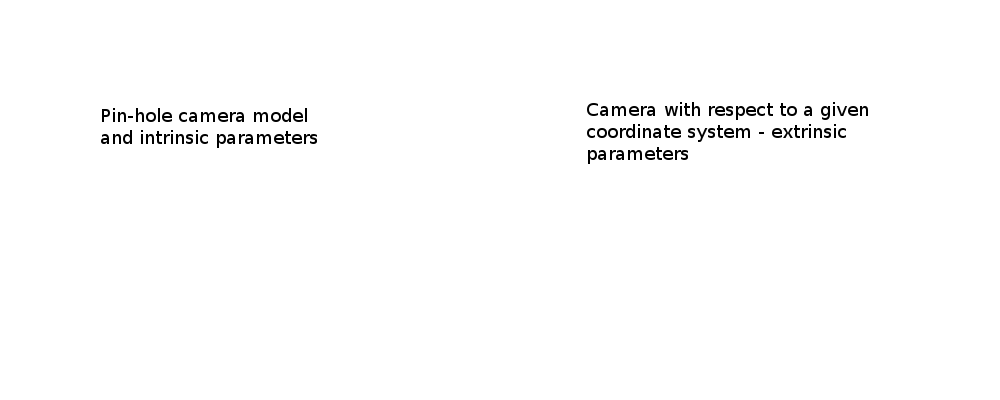 Pin-hole camera model
and intrinsic parameters
Camera with respect to a given
coordinate system - extrinsic
parameters